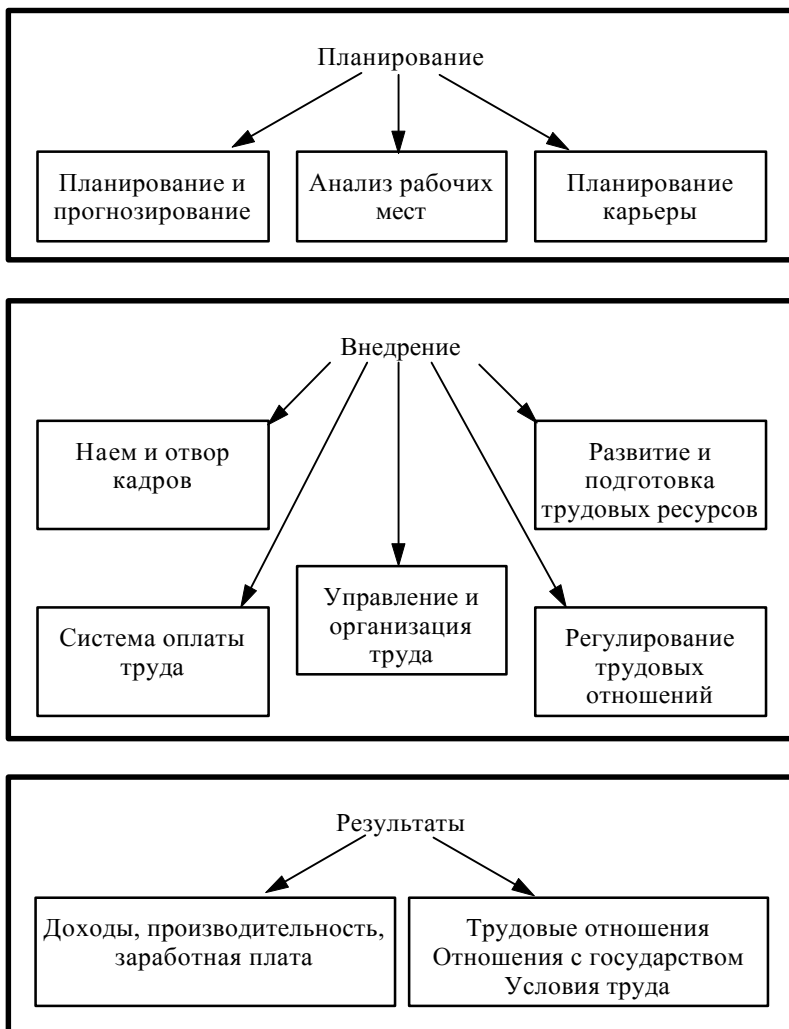 Планирование
Планирование и
прогнозирование
Анализ рабочих
мест
Планирование
карьеры
Внедрение
Наем и отвор
кадров
Развитие и
подготовка
трудовых ресурсов
Система оплаты
труда
Управление и
организация
труда
Регулирование
трудовых
отношений
Результаты
Доходы, производительность,
заработная плата
Трудовые отношения
Отношения с государством
Условия труда